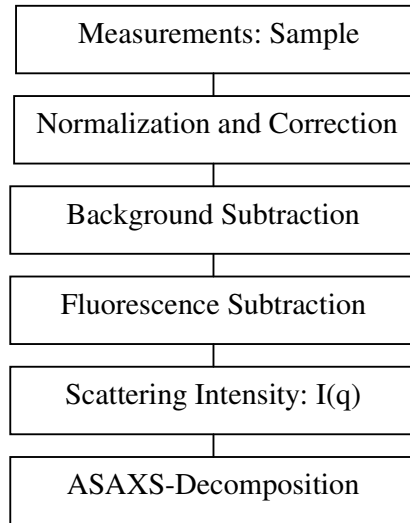 Measurements: Sample
Normalization and Correction
Background Subtraction
Fluorescence Subtraction
Scattering Intensity: I(q)
ASAXS-Decomposition